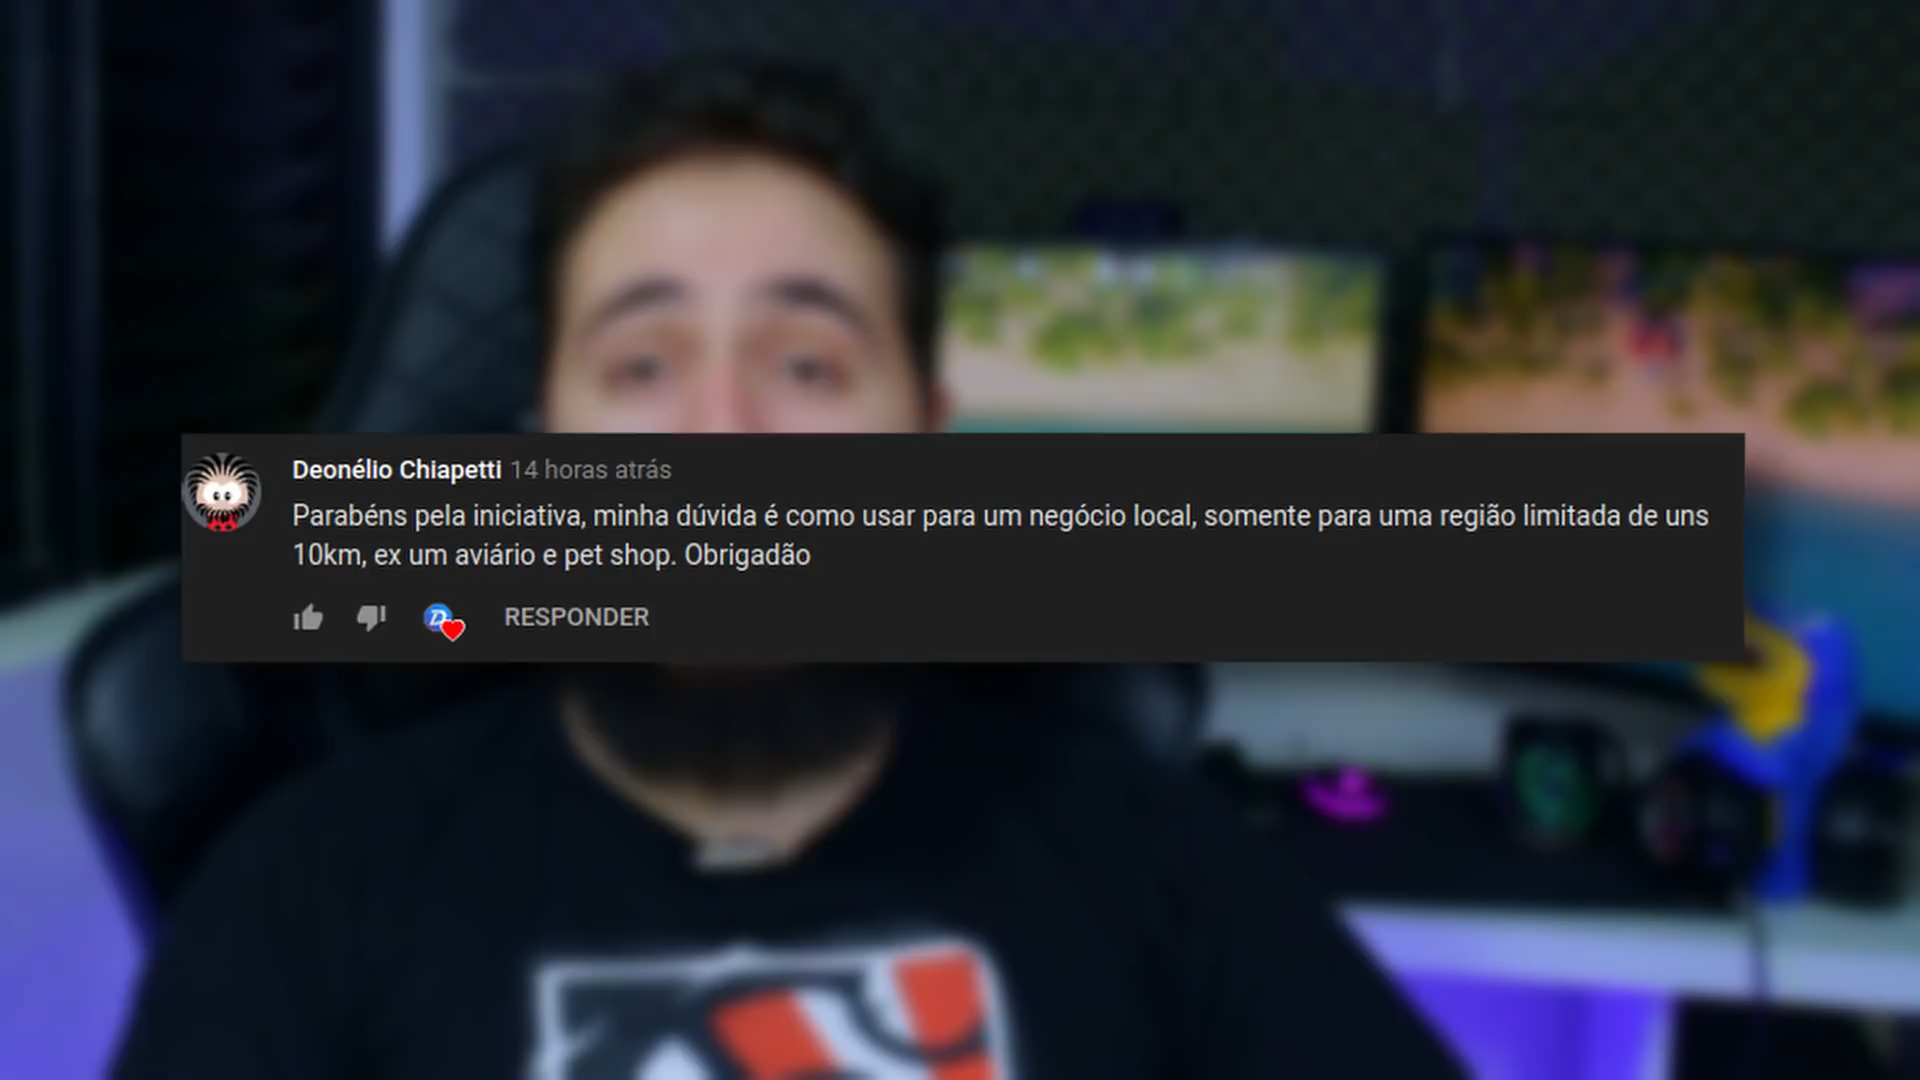 Deonélio Chiapetti 14 horas atrás
Parabéns pela iniciativa, minha dúvida é como usar para um negócio local, somente para uma região limitada de uns
10km, ex um aviário e pet shop. Obrigadão
RESPONDER